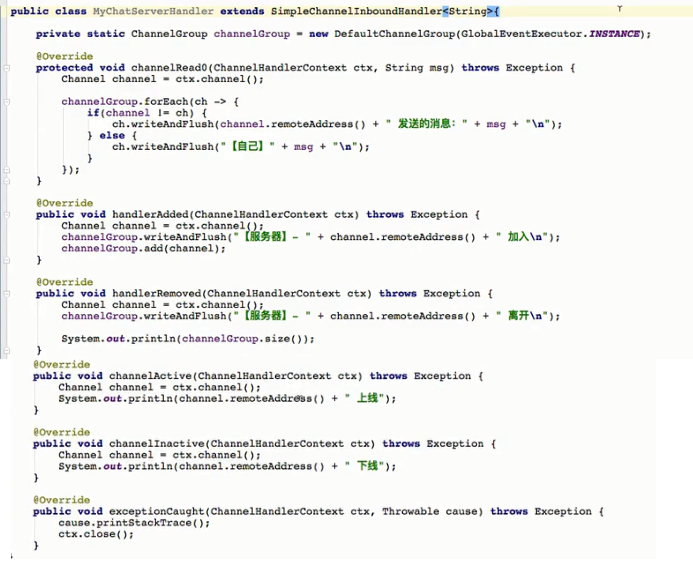 public class MyChatServerHandler extends SimpleChannelInboundHandler<String>{
private static ChannelGroup channelGroup = new DefaultChannelGroup(GlobalEventExecutor.INSTANCE);
@Override
protected void channelRead0(ChannelHandlerContext ctx, String msg) throws Exception {
Channel channel = ctx.channel();
channelGroup.forEach(ch -> {
if(channel != ch) {
ch.writeAndFlush(channel.remoteAddress() + " 发送的消息：" + msg + "\n");
} else {
ch.writeAndFlush("【自己】" + msg + "\n");
}
});
}
@Override
public void handlerAdded(ChannelHandlerContext ctx) throws Exception {
Channel channel = ctx.channel();
channelGroup.writeAndFlush("【服务器】- " + channel.remoteAddress() + " 加入\n");
channelGroup.add(channel);
}
@Override
public void handlerRemoved(ChannelHandlerContext ctx) throws Exception {
Channel channel = ctx.channel();
channelGroup.writeAndFlush("【服务器】- " + channel.remoteAddress() + " 离开\n");
System.out.println(channelGroup.size());
}
@Override
public void channelActive(ChannelHandlerContext ctx) throws Exception {
Channel channel = ctx.channel();
System.out.println(channel.remoteAddress() + " 上线");
}
@Override
public void channelInactive(ChannelHandlerContext ctx) throws Exception {
Channel channel = ctx.channel();
System.out.println(channel.remoteAddress() + " 下线");
}
@Override
public void exceptionCaught(ChannelHandlerContext ctx, Throwable cause) throws Exception {
cause.printStackTrace();
ctx.close();
}